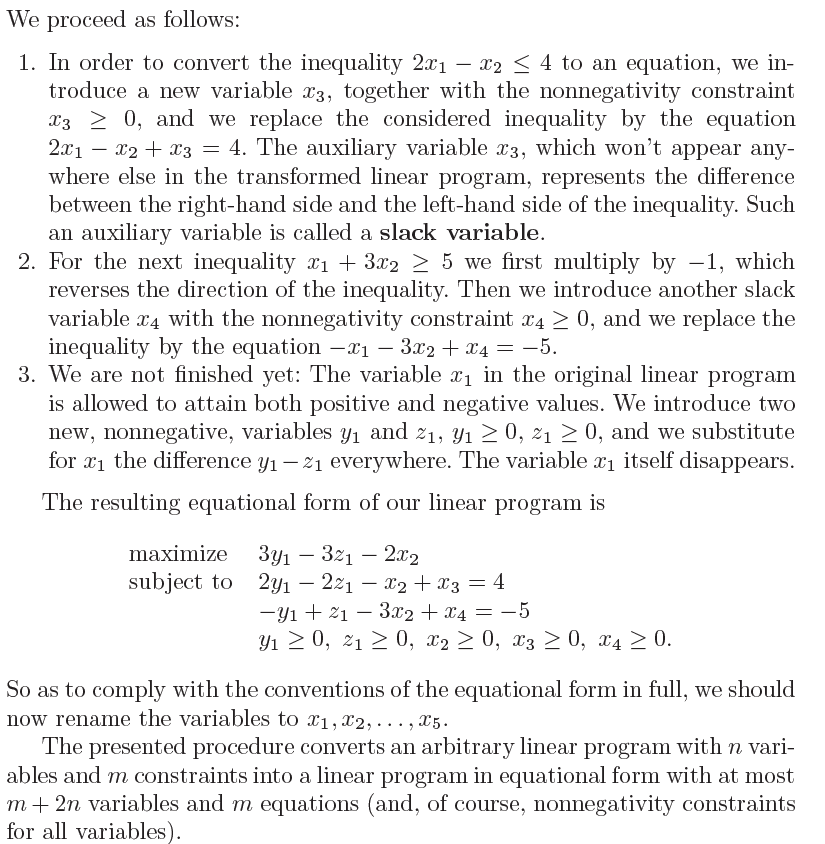 We proceed as follows:
1. In order to convert the inequality 2x₁ − x₂ ≤ 4 to an equation, we in-
troduce a new variable x₃, together with the nonnegativity constraint
x₃ ≥ 0, and we replace the considered inequality by the equation
2x₁ − x₂ + x₃ = 4. The auxiliary variable x₃, which won't appear any-
where else in the transformed linear program, represents the difference
between the right-hand side and the left-hand side of the inequality. Such
an auxiliary variable is called a slack variable.
2. For the next inequality x₁ + 3x₂ ≥ 5 we first multiply by −1, which
reverses the direction of the inequality. Then we introduce another slack
variable x₄ with the nonnegativity constraint x₄ ≥ 0, and we replace the
inequality by the equation −x₁ − 3x₂ + x₄ = −5.
3. We are not finished yet: The variable x₁ in the original linear program
is allowed to attain both positive and negative values. We introduce two
new, nonnegative, variables y₁ and z₁, y₁ ≥ 0, z₁ ≥ 0, and we substitute
for x₁ the difference y₁ − z₁ everywhere. The variable x₁ itself disappears.
The resulting equational form of our linear program is
maximize 3y₁ − 3z₁ − 2x₂
subject to 2y₁ − 2z₁ − x₂ + x₃ = 4
−y₁ + z₁ − 3x₂ + x₄ = −5
y₁ ≥ 0, z₁ ≥ 0, x₂ ≥ 0, x₃ ≥ 0, x₄ ≥ 0.
So as to comply with the conventions of the equational form in full, we should
now rename the variables to x₁, x₂, . . . , x₅.
The presented procedure converts an arbitrary linear program with n vari-
ables and m constraints into a linear program in equational form with at most
m + 2n variables and m equations (and, of course, nonnegativity constraints
for all variables).